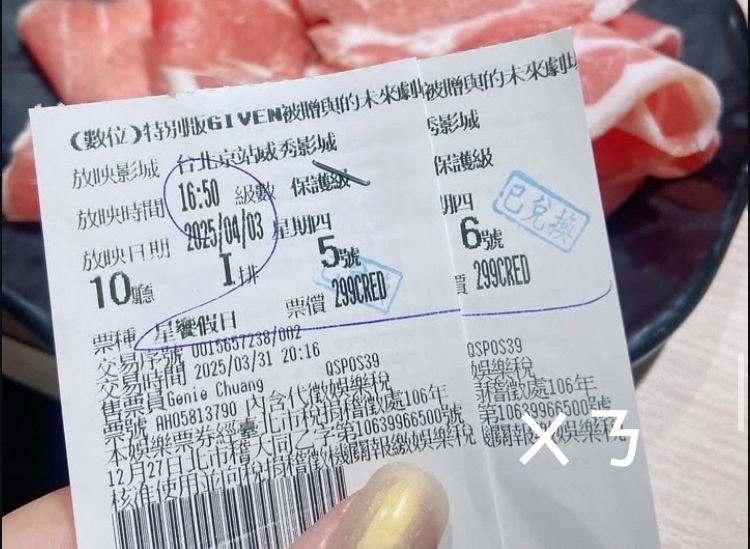 (數位)特別版GIVEN被贈與的未來劇 被贈與的未來劇
放映影城 台北京站威秀影城 秀影城
放映時間 16:50 級數 保護級 保護級
放映日期 2025/04/03 星期四 期四
10廳 I排 5號 6號
已兌換
票價 299CRED 價 299CRED
票種 星饗假日
交易序號 0015657238/002
交易時間 2025/03/31 20:16 QSPOS39 QSPOS39
售票員Genie Chuang 娛樂稅
票號 AH05813790 內含代徵娛樂稅 稽徵處106年
本娛樂票券經臺北市稅捐稽徵處106年 第10639966500號
12月27日北市稽大同乙字第10639966500號 機關報繳娛樂稅
核准使用並向稅捐稽徵機關報繳娛樂稅
ㄨㄋ